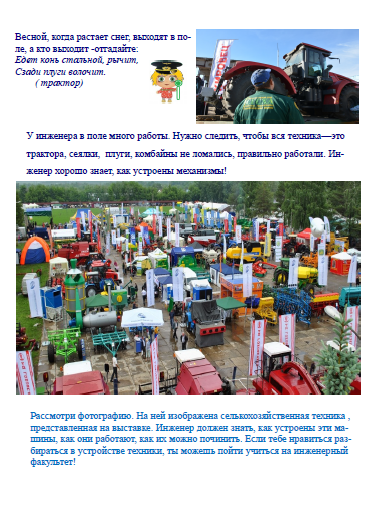 Весной, когда растает снег, выходят в по-
ле, а кто выходит -отгадайте:
Едет конь стальной, рычит,
Сзади плуги волочит.
( трактор)
У инженера в поле много работы. Нужно следить, чтобы вся техника—это
трактора, сеялки, плуги, комбайны не ломались, правильно работали. Ин-
женер хорошо знает, как устроены механизмы!
Рассмотри фотографию. На ней изображена селькохозяйственная техника ,
представленная на выставке. Инженер должен знать, как устроены эти ма-
шины, как они работают, как их можно починить. Если тебе нравиться раз-
бираться в устройстве техники, ты можешь пойти учиться на инженерный
факультет!